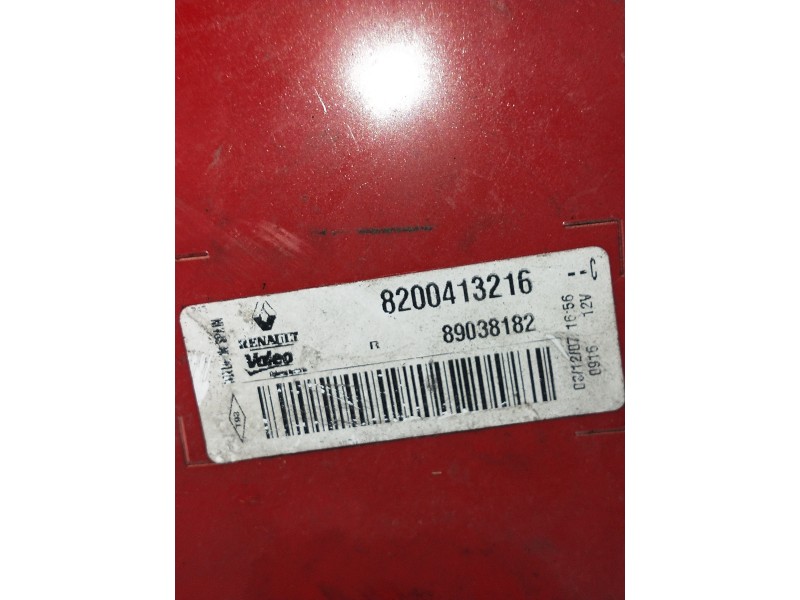 8200413216
--C
RENAULT
Valeo
R
89038182
03/12/07 16:56
0916 12V